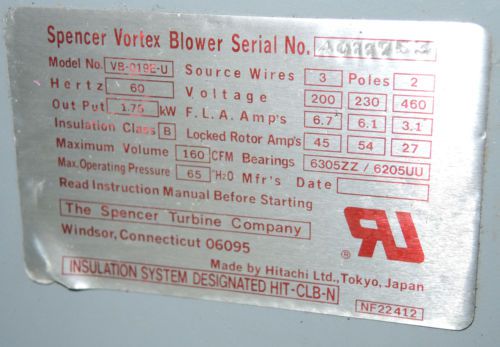 Spencer Vortex Blower Serial No.
Model No. VB-019E-U Source Wires 3 Poles 2
Hertz 60 Voltage 200 230 460
Out Put 1.75 kW F.L.A. Amp's 6.7 6.1 3.1
Insulation Class B Locked Rotor Amp's 45 54 27
Maximum Volume 160 CFM Bearings 6305ZZ / 6205UU
Max. Operating Pressure 65 "H2O Mfr's Date
Read Instruction Manual Before Starting
The Spencer Turbine Company
Windsor, Connecticut 06095
RU ®
Made by Hitachi Ltd., Tokyo, Japan
INSULATION SYSTEM DESIGNATED HIT-CLB-N
NF22412